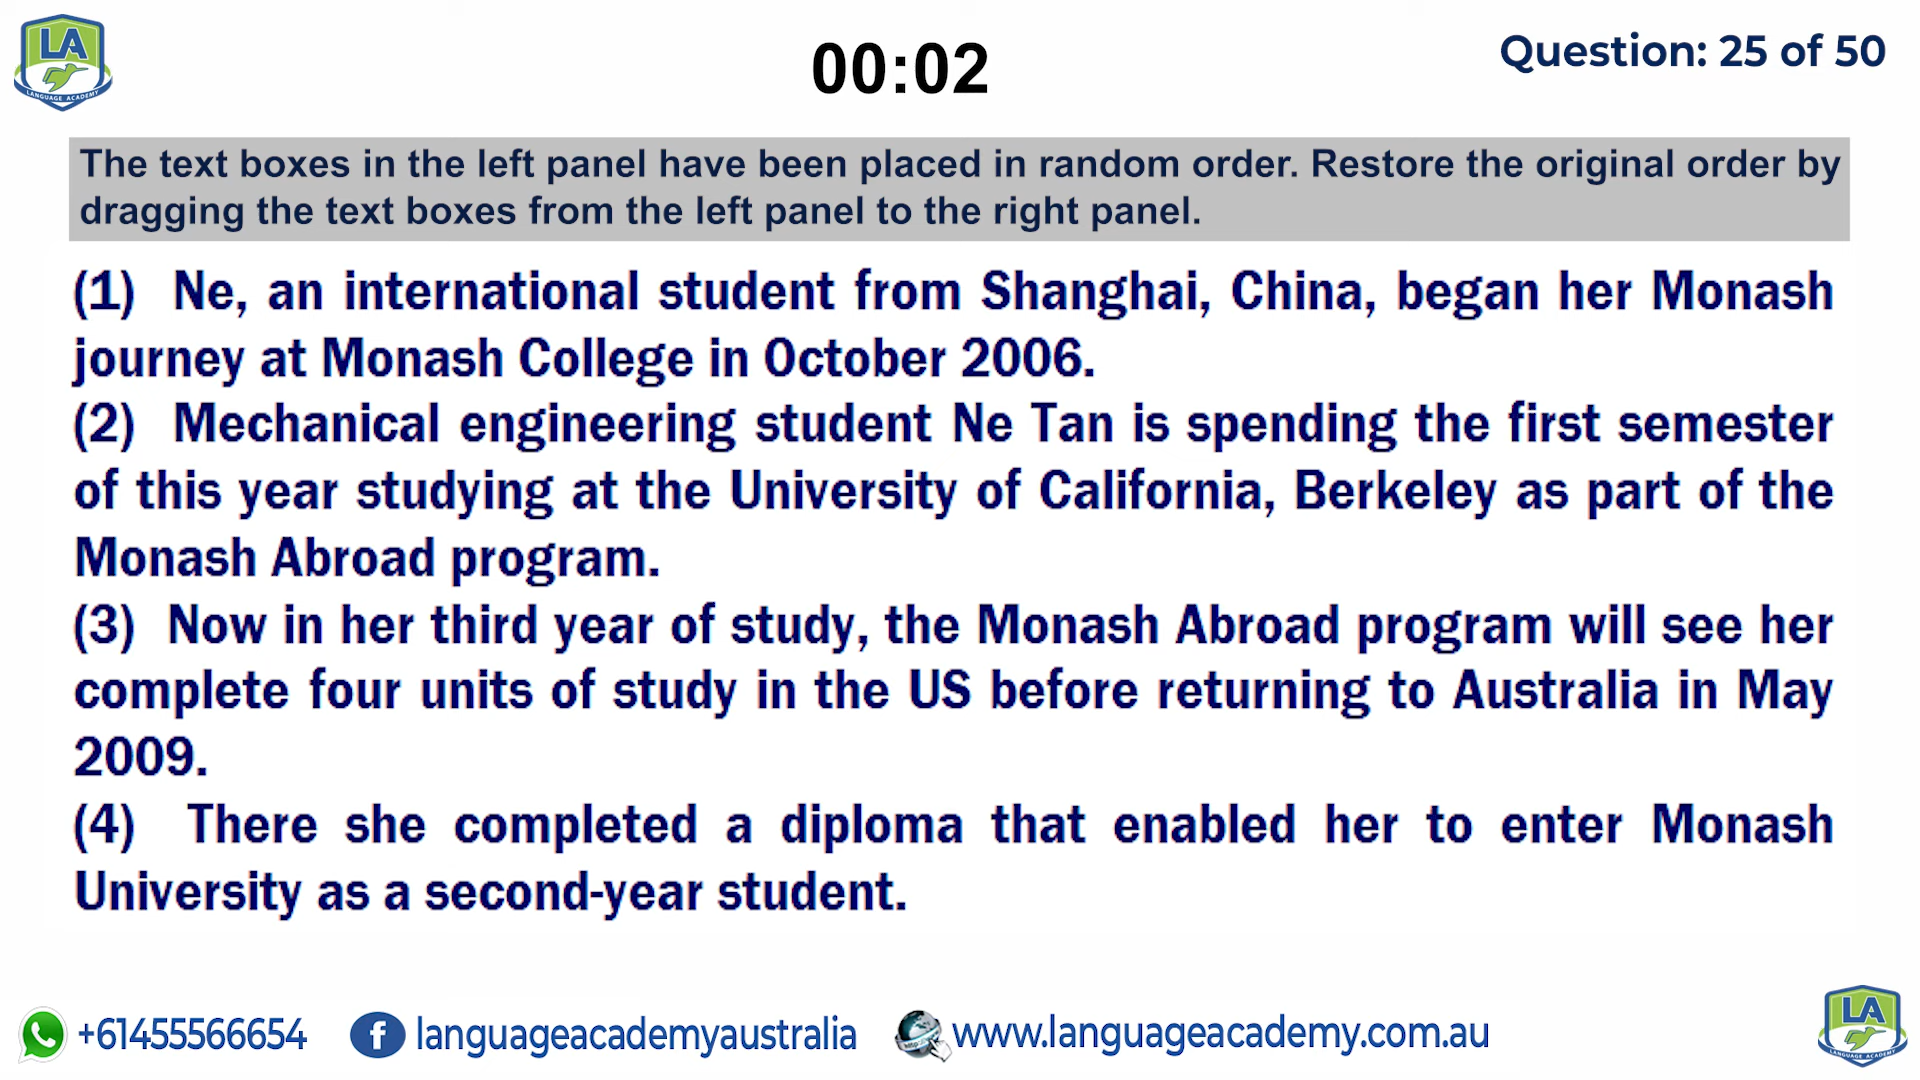 LA
LANGUAGE ACADEMY
00:02
Question: 25 of 50
The text boxes in the left panel have been placed in random order. Restore the original order by
dragging the text boxes from the left panel to the right panel.
(1) Ne, an international student from Shanghai, China, began her Monash
journey at Monash College in October 2006.
(2) Mechanical engineering student Ne Tan is spending the first semester
of this year studying at the University of California, Berkeley as part of the
Monash Abroad program.
(3) Now in her third year of study, the Monash Abroad program will see her
complete four units of study in the US before returning to Australia in May
2009.
(4) There she completed a diploma that enabled her to enter Monash
University as a second-year student.
+61455566654
languageacademyaustralia
www.languageacademy.com.au
LA
LANGUAGE ACADEMY